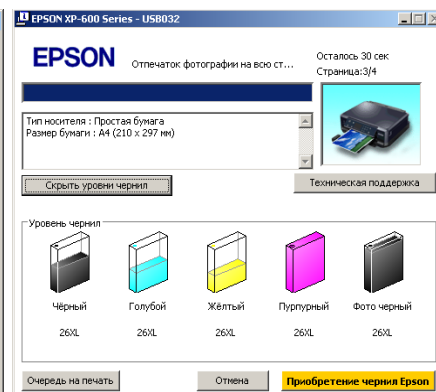 EPSON XP-600 Series - USB032
EPSON
Отпечаток фотографии на всю ст...
Осталось 30 сек
Страница:3/4
Тип носителя : Простая бумага
Размер бумаги : A4 (210 x 297 мм)
Скрыть уровни чернил
Техническая поддержка
Уровень чернил
Чёрный Голубой Жёлтый Пурпурный Фото черный
26XL 26XL 26XL 26XL 26XL
Очередь на печать Отмена Приобретение чернил Epson